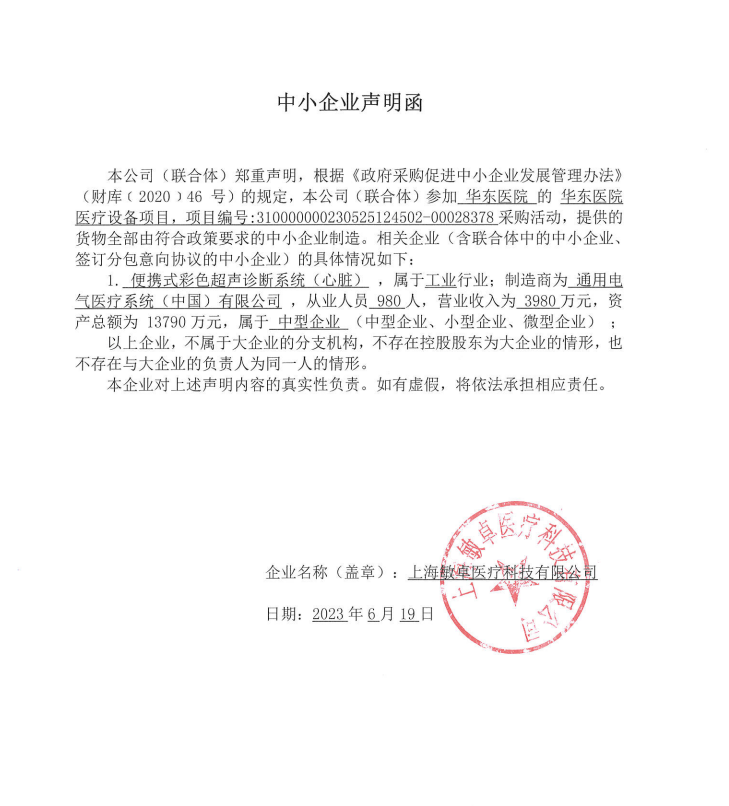 中小企业声明函
本公司（联合体）郑重声明，根据《政府采购促进中小企业发展管理办法》
（财库﹝2020﹞46 号）的规定，本公司（联合体）参加 华东医院 的 华东医院
医疗设备项目，项目编号:310000000230525124502-00028378 采购活动，提供的
货物全部由符合政策要求的中小企业制造。相关企业（含联合体中的中小企业、
签订分包意向协议的中小企业）的具体情况如下：
1. 便携式彩色超声诊断系统（心脏） ，属于工业行业；制造商为 通用电
气医疗系统（中国）有限公司 ，从业人员 980 人，营业收入为 3980 万元，资
产总额为 13790 万元，属于 中型企业 （中型企业、小型企业、微型企业） ；
以上企业，不属于大企业的分支机构，不存在控股股东为大企业的情形，也
不存在与大企业的负责人为同一人的情形。
本企业对上述声明内容的真实性负责。如有虚假，将依法承担相应责任。
企业名称（盖章）：上海敏卓医疗科技有限公司
日期：2023 年 6 月 19 日
上海敏卓医疗科技有限公司